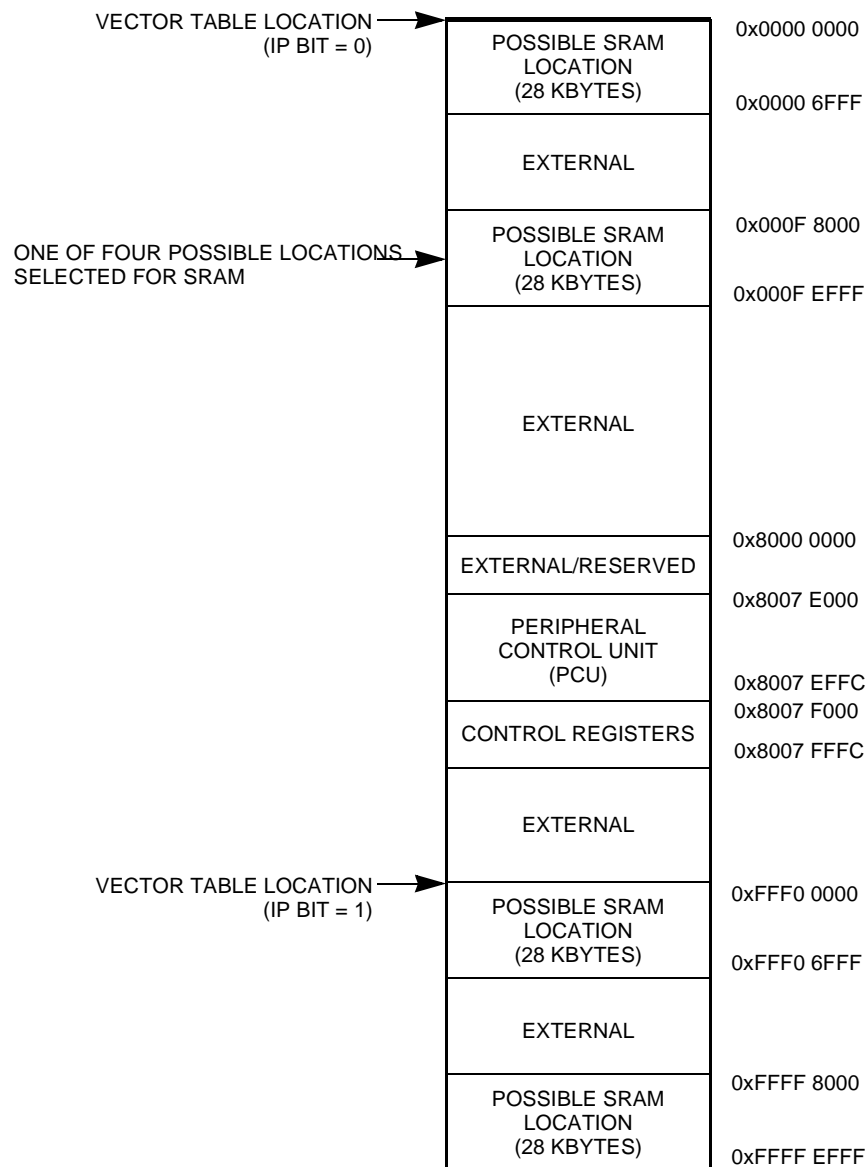 VECTOR TABLE LOCATION
(IP BIT = 0)
0x0000 0000
POSSIBLE SRAM
LOCATION
(28 KBYTES)
0x0000 6FFF
EXTERNAL
0x000F 8000
ONE OF FOUR POSSIBLE LOCATIONS
SELECTED FOR SRAM
POSSIBLE SRAM
LOCATION
(28 KBYTES)
0x000F EFFF
EXTERNAL
0x8000 0000
EXTERNAL/RESERVED
0x8007 E000
PERIPHERAL
CONTROL UNIT
(PCU)
0x8007 EFFC
0x8007 F000
CONTROL REGISTERS
0x8007 FFFC
EXTERNAL
VECTOR TABLE LOCATION
(IP BIT = 1)
0xFFF0 0000
POSSIBLE SRAM
LOCATION
(28 KBYTES)
0xFFF0 6FFF
EXTERNAL
0xFFFF 8000
POSSIBLE SRAM
LOCATION
(28 KBYTES)
0xFFFF EFFF